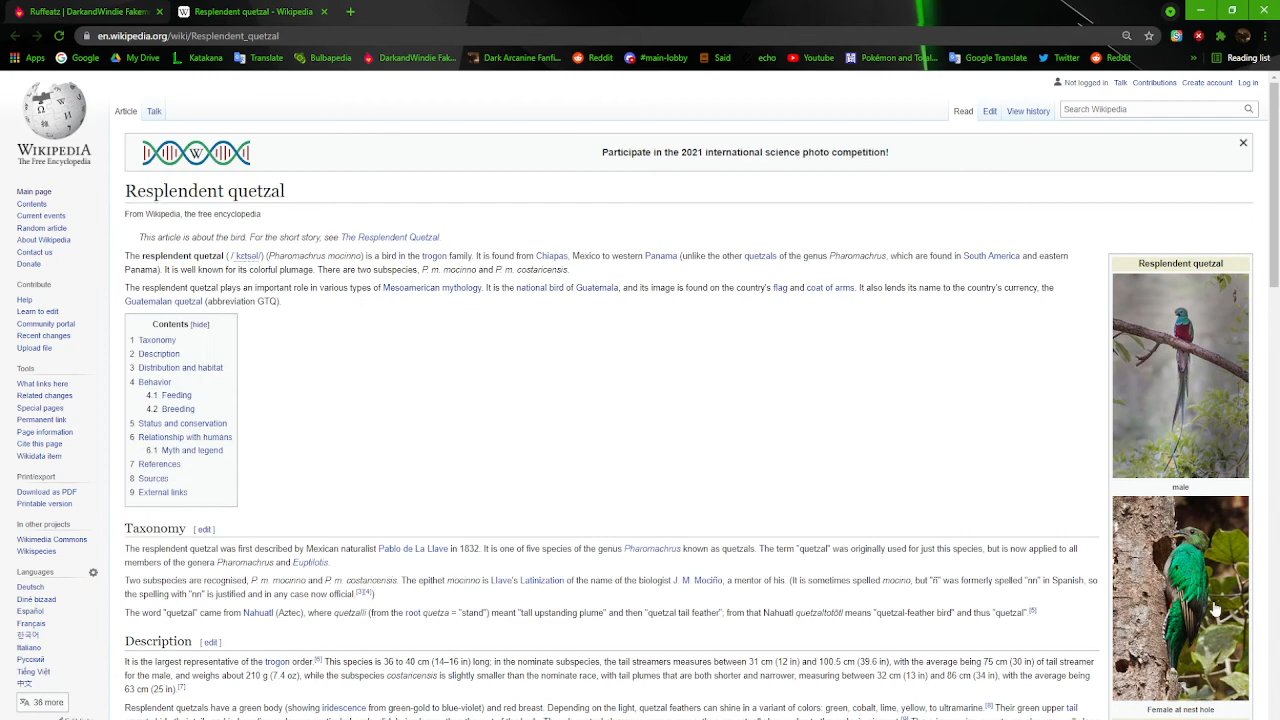 Ruffeatz | DarkandWindie Fakem
Resplendent quetzal - Wikipedia
en.wikipedia.org/wiki/Resplendent_quetzal
Apps
Google
My Drive
Katakana
Translate
Bulbapedia
DarkandWindie Fak...
Dark Arcanine Fanfi...
Reddit
#main-lobby
Said
echo
Youtube
Pokémon and Total...
Google Translate
Twitter
Reddit
»
Reading list
Not logged in Talk Contributions Create account Log in
Article Talk
Read Edit View history
Search Wikipedia
WIKIPEDIA
The Free Encyclopedia
Main page
Contents
Current events
Random article
About Wikipedia
Contact us
Donate
Contribute
Help
Learn to edit
Community portal
Recent changes
Upload file
Tools
What links here
Related changes
Special pages
Permanent link
Page information
Cite this page
Wikidata item
Print/export
Download as PDF
Printable version
In other projects
Wikimedia Commons
Wikispecies
Languages
Deutsch
Diné bizaad
Español
Français
한국어
Italiano
Русский
Tiếng Việt
中文
36 more
Participate in the 2021 international science photo competition!
Resplendent quetzal
From Wikipedia, the free encyclopedia
This article is about the bird. For the short story, see The Resplendent Quetzal.
The resplendent quetzal (/ˈkɛtsəl/) (Pharomachrus mocinno) is a bird in the trogon family. It is found from Chiapas, Mexico to western Panama (unlike the other quetzals of the genus Pharomachrus, which are found in South America and eastern
Panama). It is well known for its colorful plumage. There are two subspecies, P. m. mocinno and P. m. costaricensis.
The resplendent quetzal plays an important role in various types of Mesoamerican mythology. It is the national bird of Guatemala, and its image is found on the country's flag and coat of arms. It also lends its name to the country's currency, the
Guatemalan quetzal (abbreviation GTQ).
Contents [hide]
1 Taxonomy
2 Description
3 Distribution and habitat
4 Behavior
4.1 Feeding
4.2 Breeding
5 Status and conservation
6 Relationship with humans
6.1 Myth and legend
7 References
8 Sources
9 External links
Resplendent quetzal
male
Female at nest hole
Taxonomy [ edit ]
The resplendent quetzal was first described by Mexican naturalist Pablo de La Llave in 1832. It is one of five species of the genus Pharomachrus known as quetzals. The term "quetzal" was originally used for just this species, but is now applied to all
members of the genera Pharomachrus and Euptilotis.
Two subspecies are recognised, P. m. mocinno and P. m. costaricensis. The epithet mocinno is Llave's Latinization of the name of the biologist J. M. Mociño, a mentor of his. (It is sometimes spelled mocino, but "ñ" was formerly spelled "nn" in Spanish, so
the spelling with "nn" is justified and in any case now official.[3][4])
The word "quetzal" came from Nahuatl (Aztec), where quetzalli (from the root quetza = "stand") meant "tall upstanding plume" and then "quetzal tail feather"; from that Nahuatl quetzaltotōtl means "quetzal-feather bird" and thus "quetzal".[5]
Description [ edit ]
It is the largest representative of the trogon order.[6] This species is 36 to 40 cm (14–16 in) long; in the nominate subspecies, the tail streamers measures between 31 cm (12 in) and 100.5 cm (39.6 in) with the average being 75 cm (30 in) of tail streamer
for the male, and weighs about 210 g (7.4 oz), while the subspecies costaricensis is slightly smaller than the nominate race, with tail plumes that are both shorter and narrower, measuring between 32 cm (13 in) and 86 cm (34 in), with the average being
63 cm (25 in).[7]
Resplendent quetzals have a green body (showing iridescence from green-gold to blue-violet) and red breast. Depending on the light, quetzal feathers can shine in a variant of colors: green, cobalt, lime, yellow, to ultramarine.[8] Their green upper tail